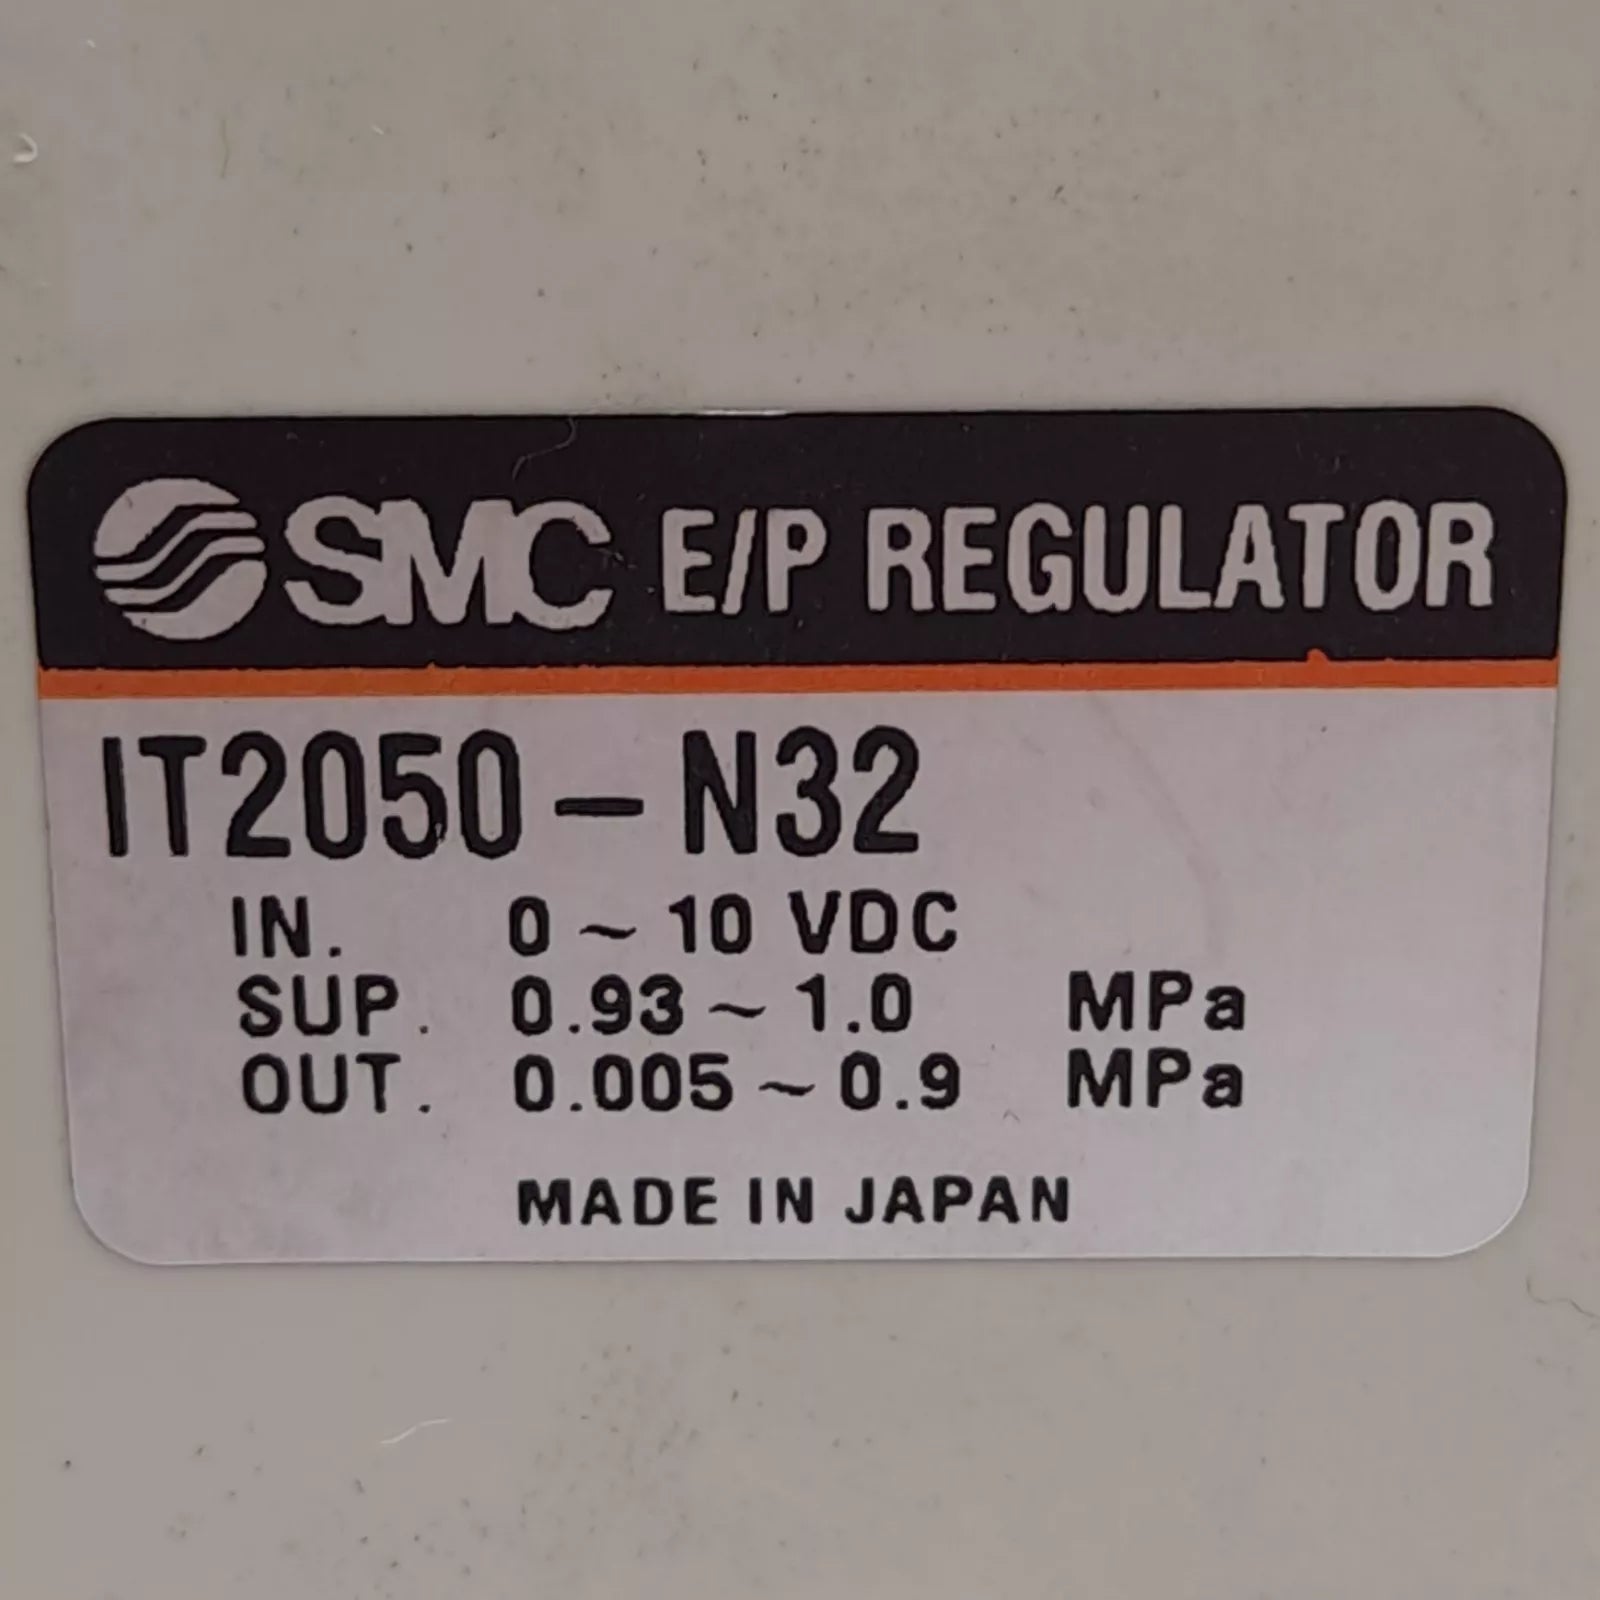 SMC E/P REGULATOR
IT2050-N32
IN. 0~10 VDC
SUP. 0.93~1.0 MPa
OUT. 0.005~0.9 MPa
MADE IN JAPAN